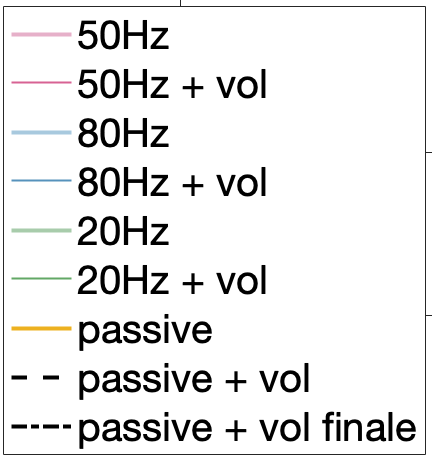 50Hz
50Hz + vol
80Hz
80Hz + vol
20Hz
20Hz + vol
passive
passive + vol
passive + vol finale